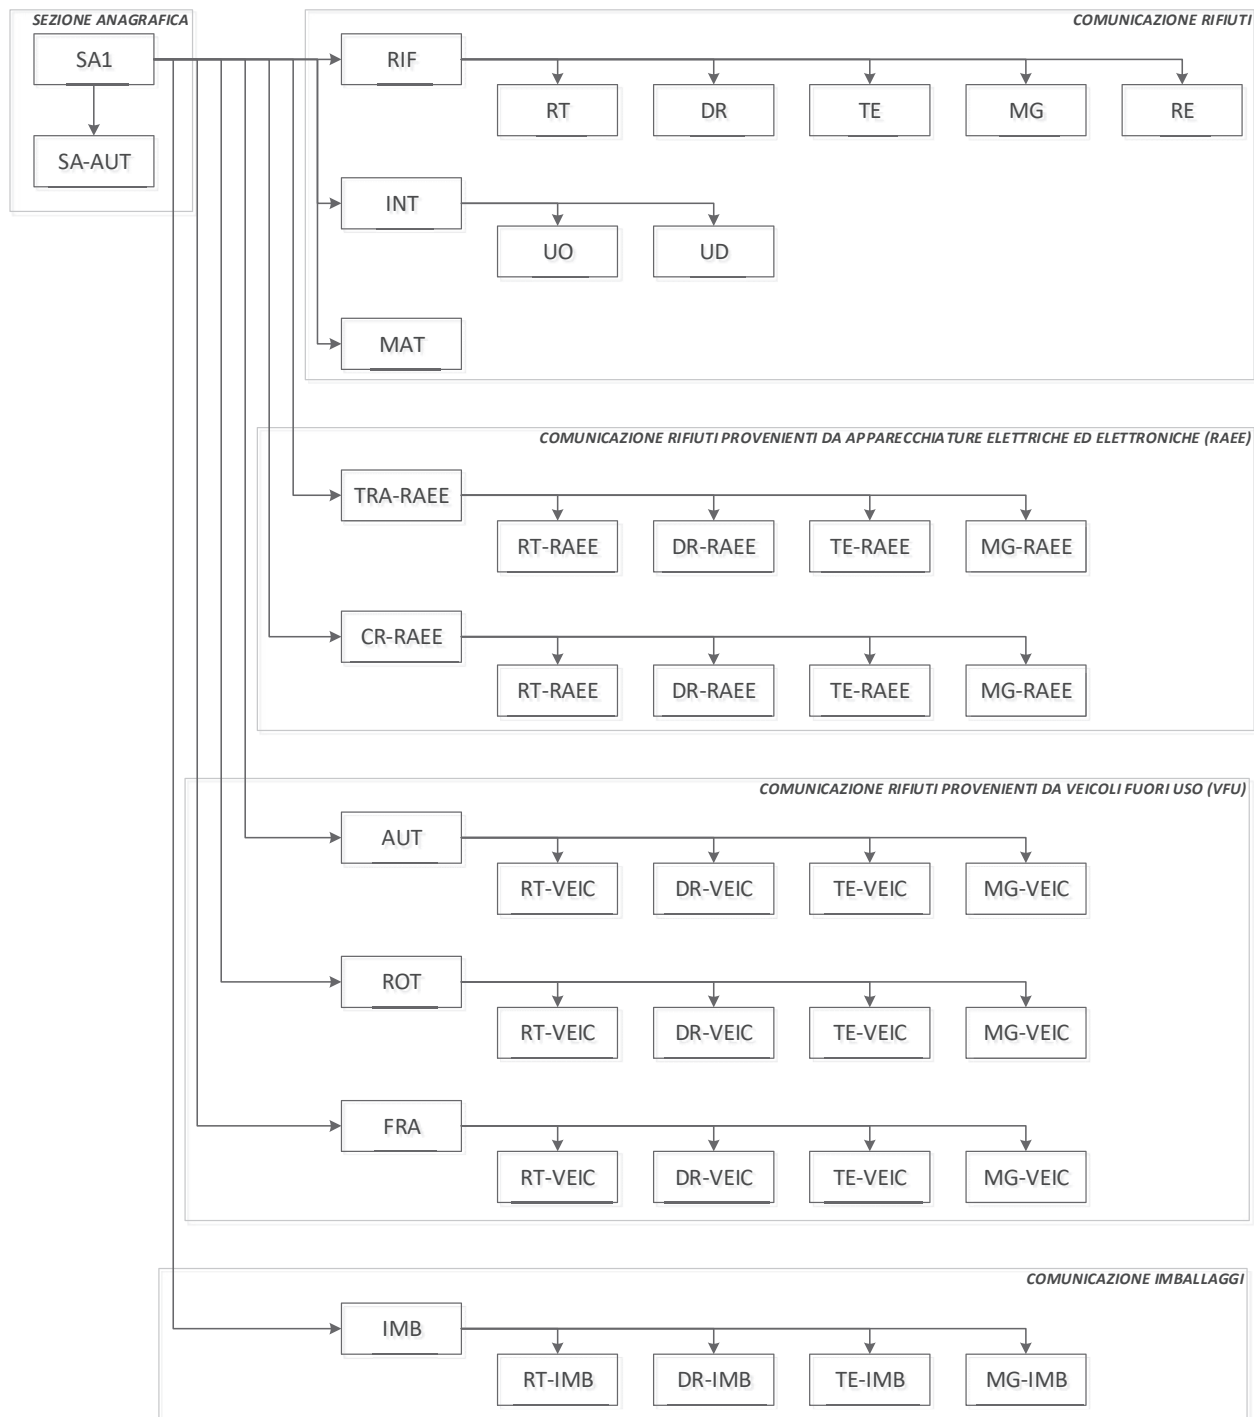 SEZIONE ANAGRAFICA
COMUNICAZIONE RIFIUTI
SA1
RIF
RT
DR
TE
MG
RE
SA-AUT
INT
UO
UD
MAT
COMUNICAZIONE RIFIUTI PROVENIENTI DA APPARECCHIATURE ELETTRICHE ED ELETTRONICHE (RAEE)
TRA-RAEE
RT-RAEE
DR-RAEE
TE-RAEE
MG-RAEE
CR-RAEE
RT-RAEE
DR-RAEE
TE-RAEE
MG-RAEE
COMUNICAZIONE RIFIUTI PROVENIENTI DA VEICOLI FUORI USO (VFU)
AUT
RT-VEIC
DR-VEIC
TE-VEIC
MG-VEIC
ROT
RT-VEIC
DR-VEIC
TE-VEIC
MG-VEIC
FRA
RT-VEIC
DR-VEIC
TE-VEIC
MG-VEIC
COMUNICAZIONE IMBALLAGGI
IMB
RT-IMB
DR-IMB
TE-IMB
MG-IMB